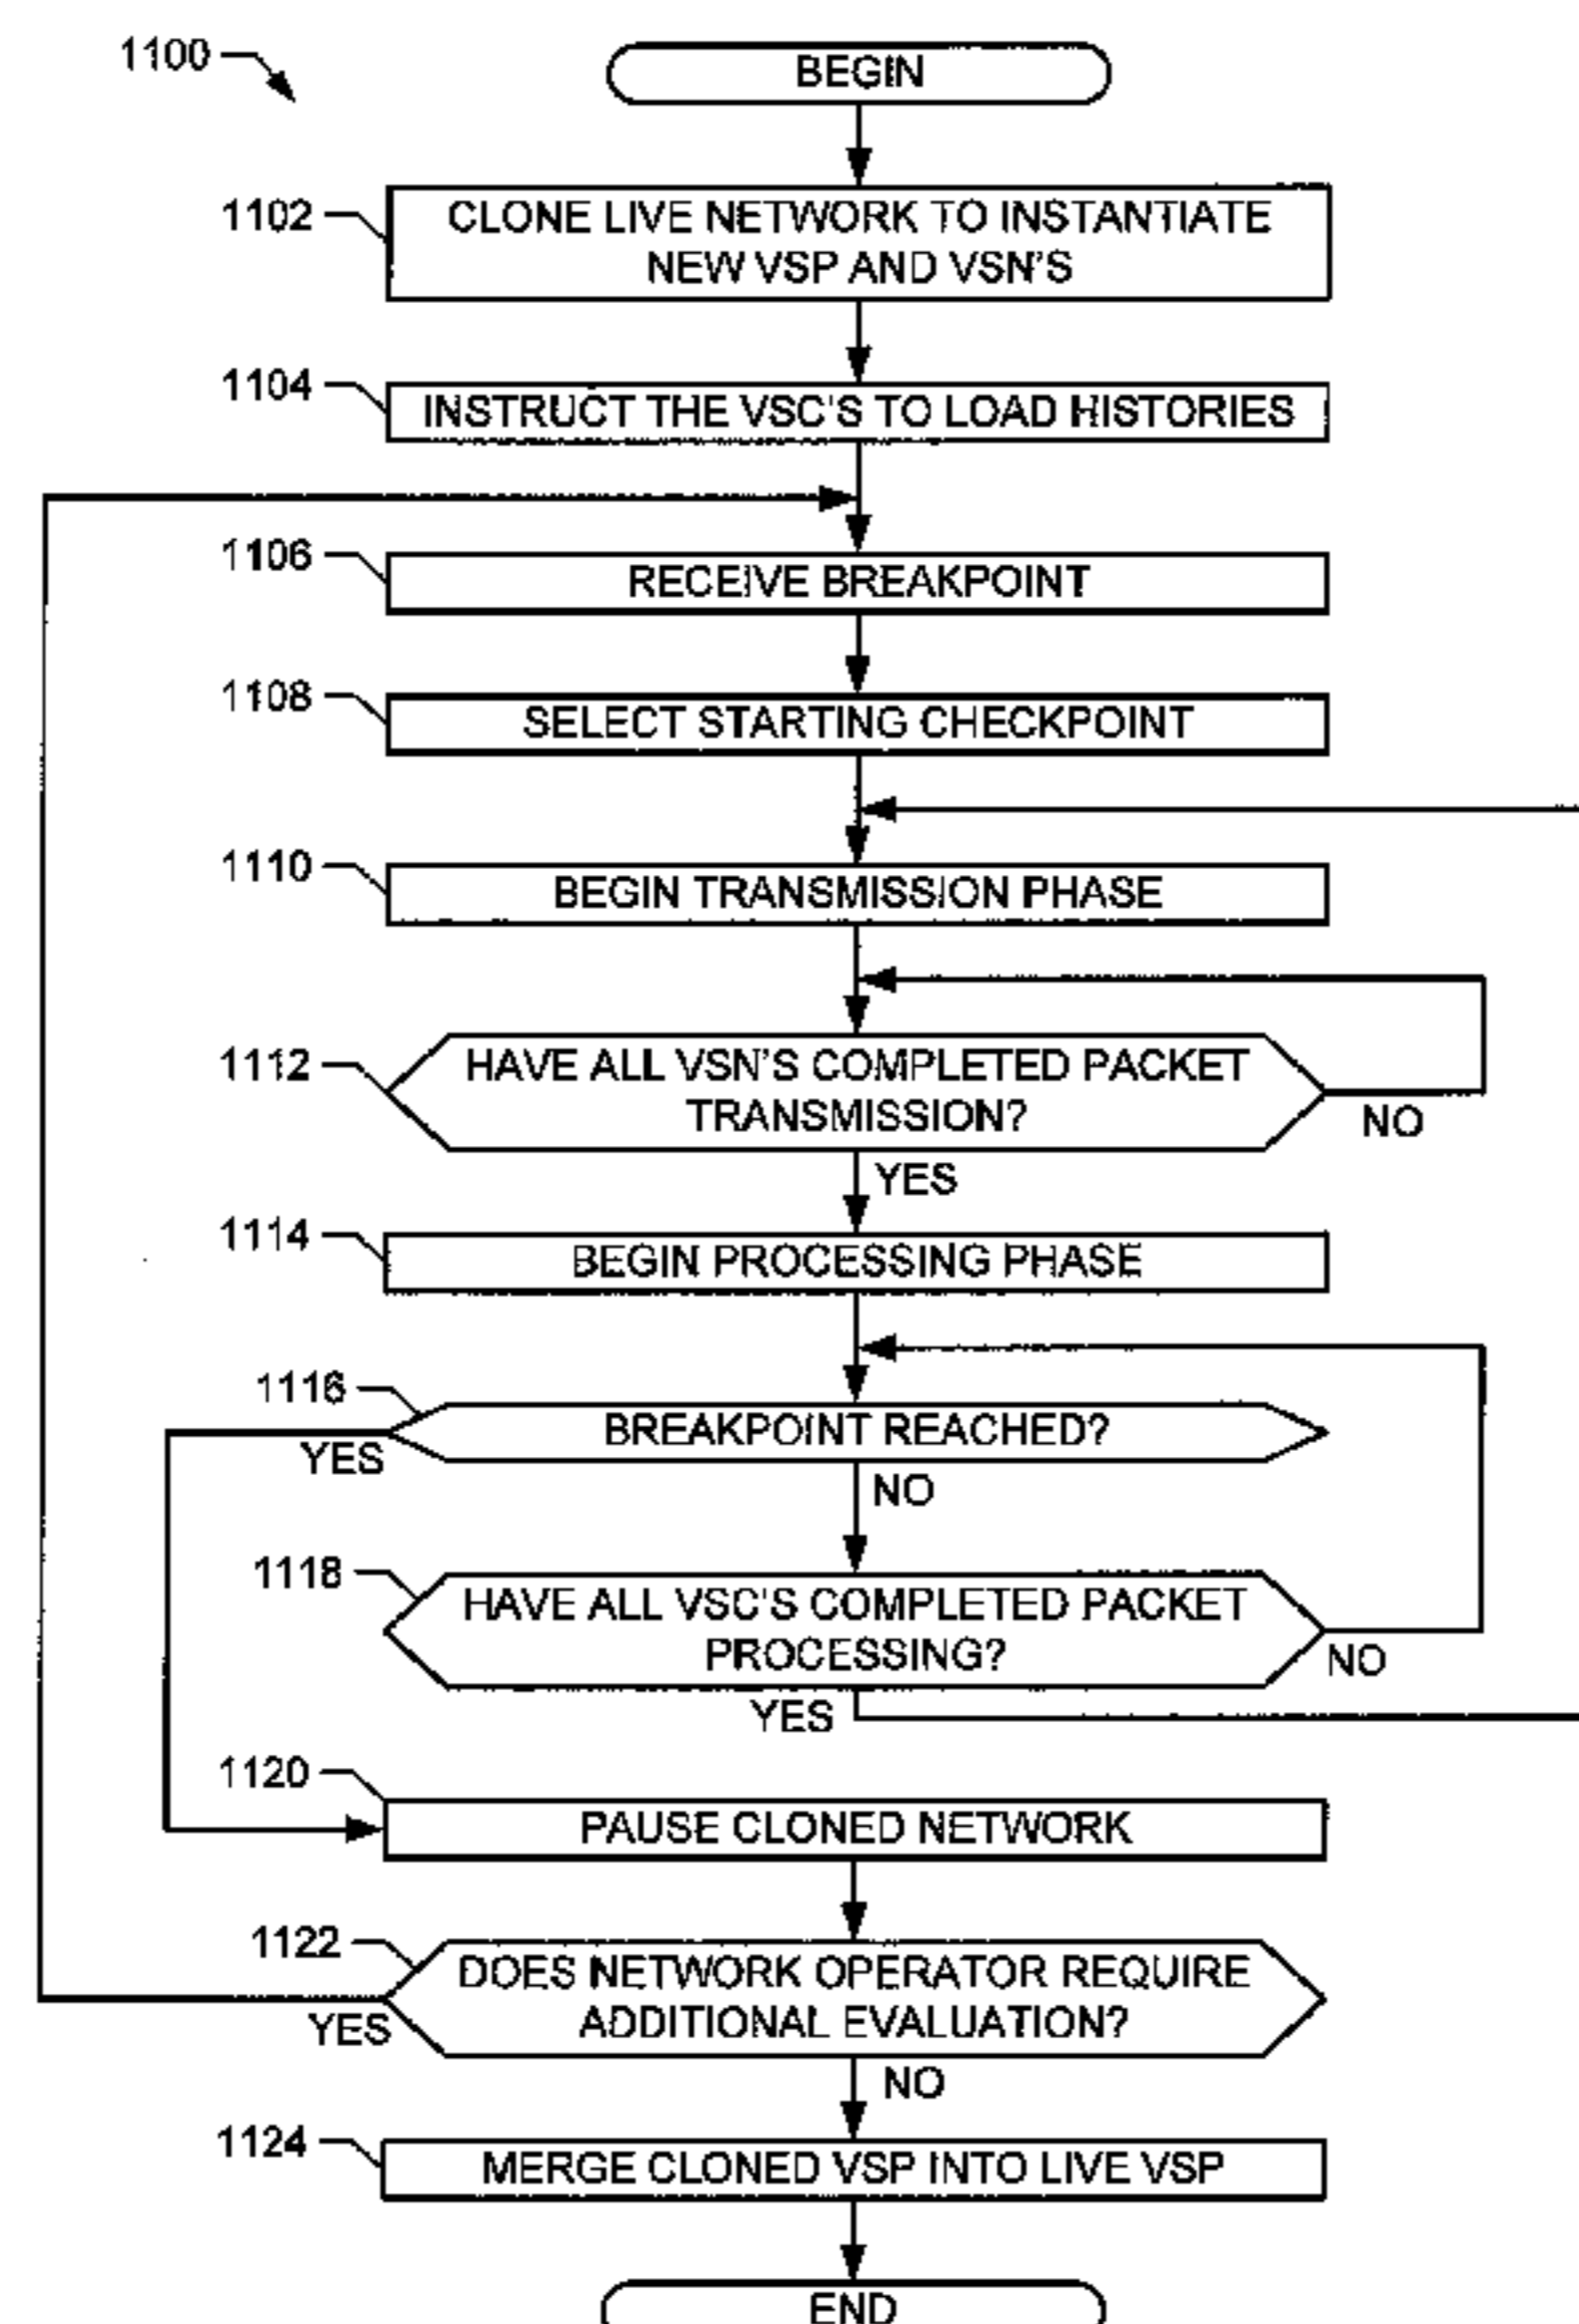 1100
BEGIN
1102
CLONE LIVE NETWORK TO INSTANTIATE
NEW VSP AND VSN'S
1104
INSTRUCT THE VSC'S TO LOAD HISTORIES
1106
RECEIVE BREAKPOINT
1108
SELECT STARTING CHECKPOINT
1110
BEGIN TRANSMISSION PHASE
1112
HAVE ALL VSN'S COMPLETED PACKET
TRANSMISSION?
NO
YES
1114
BEGIN PROCESSING PHASE
1116
BREAKPOINT REACHED?
YES
NO
1118
HAVE ALL VSC'S COMPLETED PACKET
PROCESSING?
NO
YES
1120
PAUSE CLONED NETWORK
1122
DOES NETWORK OPERATOR REQUIRE
ADDITIONAL EVALUATION?
YES
NO
1124
MERGE CLONED VSP INTO LIVE VSP
END